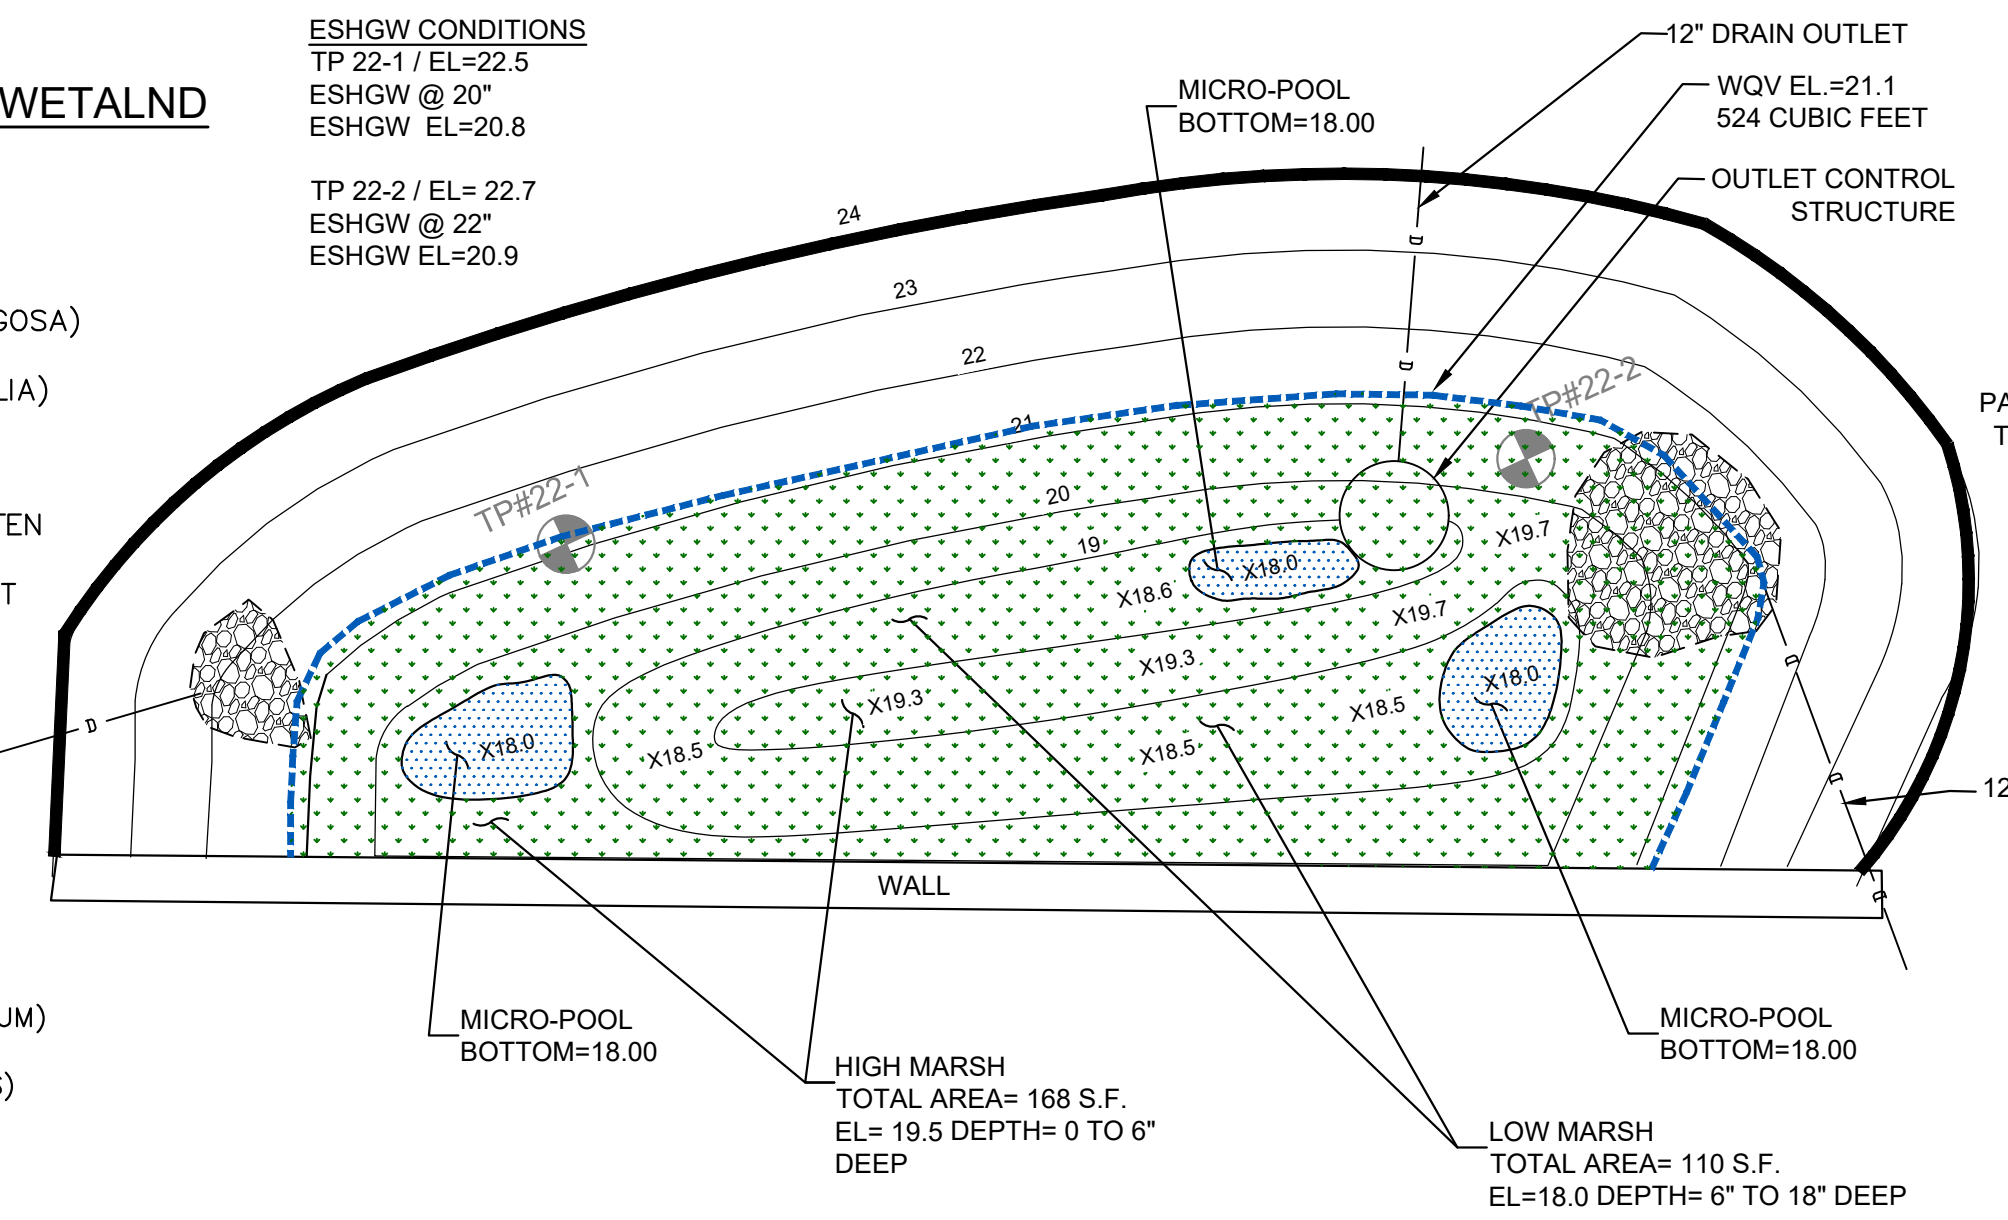 WETALND
ESHGW CONDITIONS
TP 22-1 / EL=22.5
ESHGW @ 20"
ESHGW EL=20.8
TP 22-2 / EL= 22.7
ESHGW @ 22"
ESHGW EL=20.9
GOSA)
LIA)
TEN
T
UM)
S)
MICRO-POOL
BOTTOM=18.00
12" DRAIN OUTLET
WQV EL.=21.1
524 CUBIC FEET
OUTLET CONTROL
STRUCTURE
PA
T
12
24
23
22
21
20
19
TP#22-1
TP#22-2
D
D
D
D
D
D
D
X19.7
X18.0
X18.6
X19.7
X19.3
X18.0
X19.3
X18.5
X18.0
X18.5
X18.5
WALL
MICRO-POOL
BOTTOM=18.00
HIGH MARSH
TOTAL AREA= 168 S.F.
EL= 19.5 DEPTH= 0 TO 6"
DEEP
MICRO-POOL
BOTTOM=18.00
LOW MARSH
TOTAL AREA= 110 S.F.
EL=18.0 DEPTH= 6" TO 18" DEEP